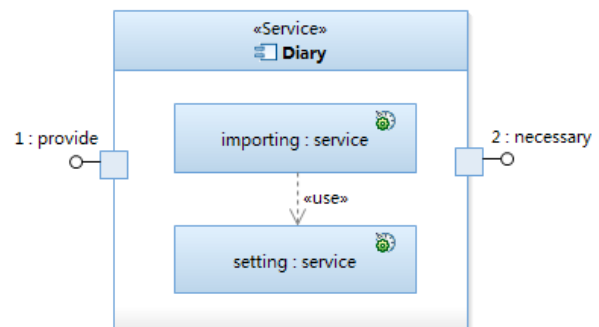 «Service»
Diary
1 : provide
importing : service
2 : necessary
«use»
setting : service